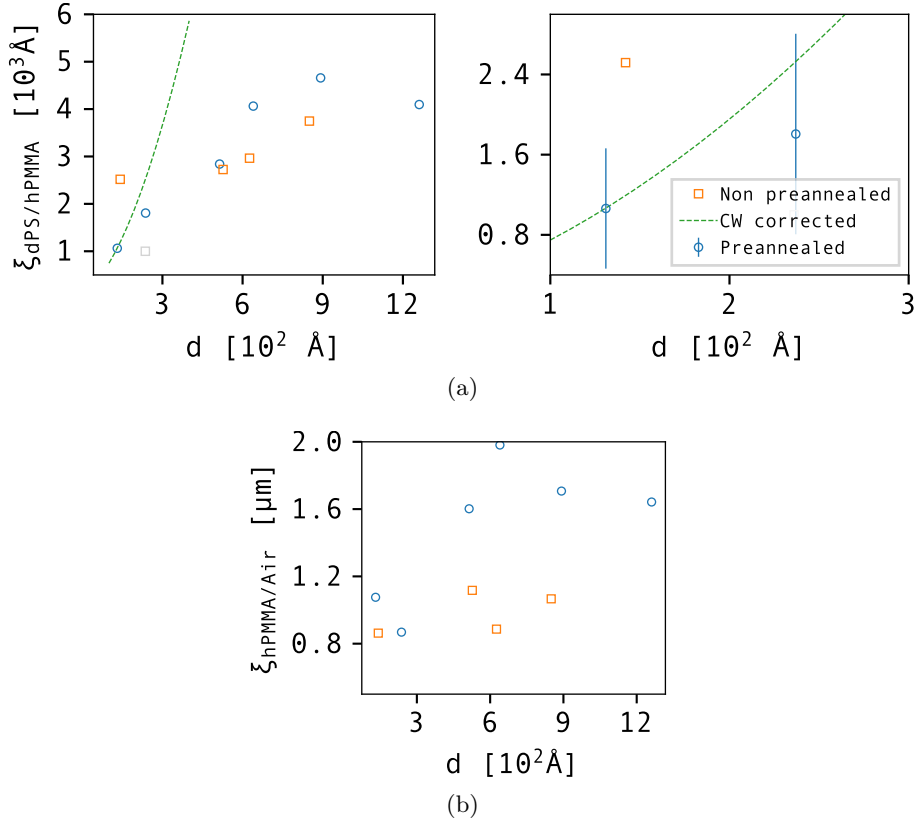 ξdPS/hPMMA [10³Å]
6
5
4
3
2
1
3 6 9 12
d [10² Å]
2.4
1.6
0.8
Non preannealed
CW corrected
Preannealed
1 2 3
d [10² Å]
(a)
ξhPMMA/Air [μm]
2.0
1.6
1.2
0.8
3 6 9 12
d [10²Å]
(b)